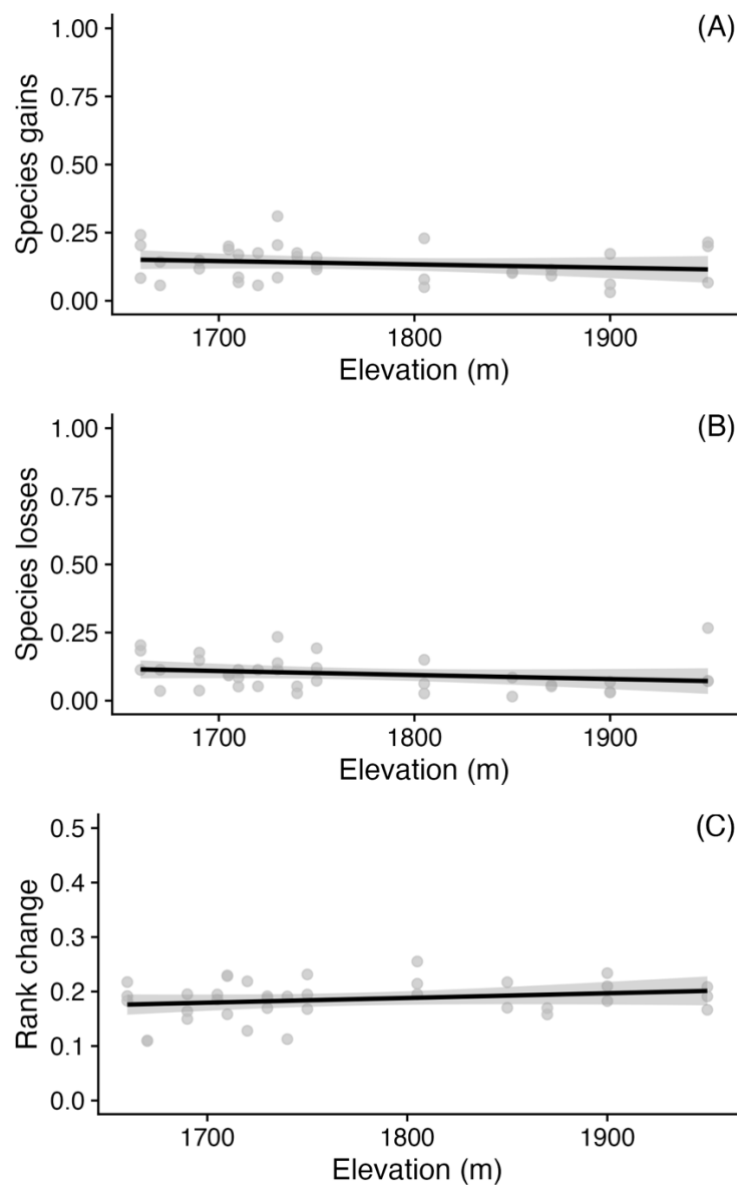 (A)
Species gains
1.00
0.75
0.50
0.25
0.00
1700 1800 1900
Elevation (m)
(B)
Species losses
1.00
0.75
0.50
0.25
0.00
1700 1800 1900
Elevation (m)
(C)
Rank change
0.5
0.4
0.3
0.2
0.1
0.0
1700 1800 1900
Elevation (m)